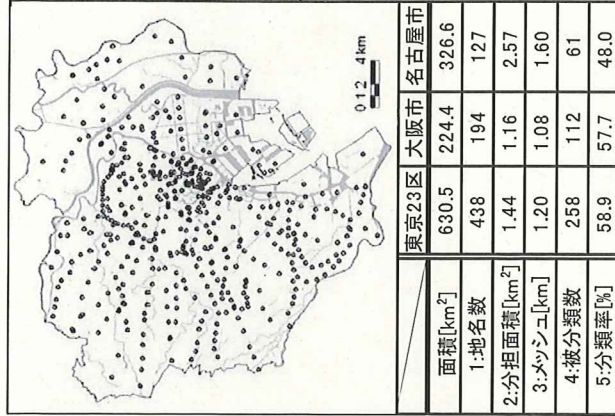 0 1 2 4km
東京23区 大阪市 名古屋市
面積[km²] 630.5 224.4 326.6
1:地名数 438 194 127
2:分担面積[km²] 1.44 1.16 2.57
3:メッシュ[km] 1.20 1.08 1.60
4:被分類数 258 112 61
5:分類率[%] 58.9 57.7 48.0